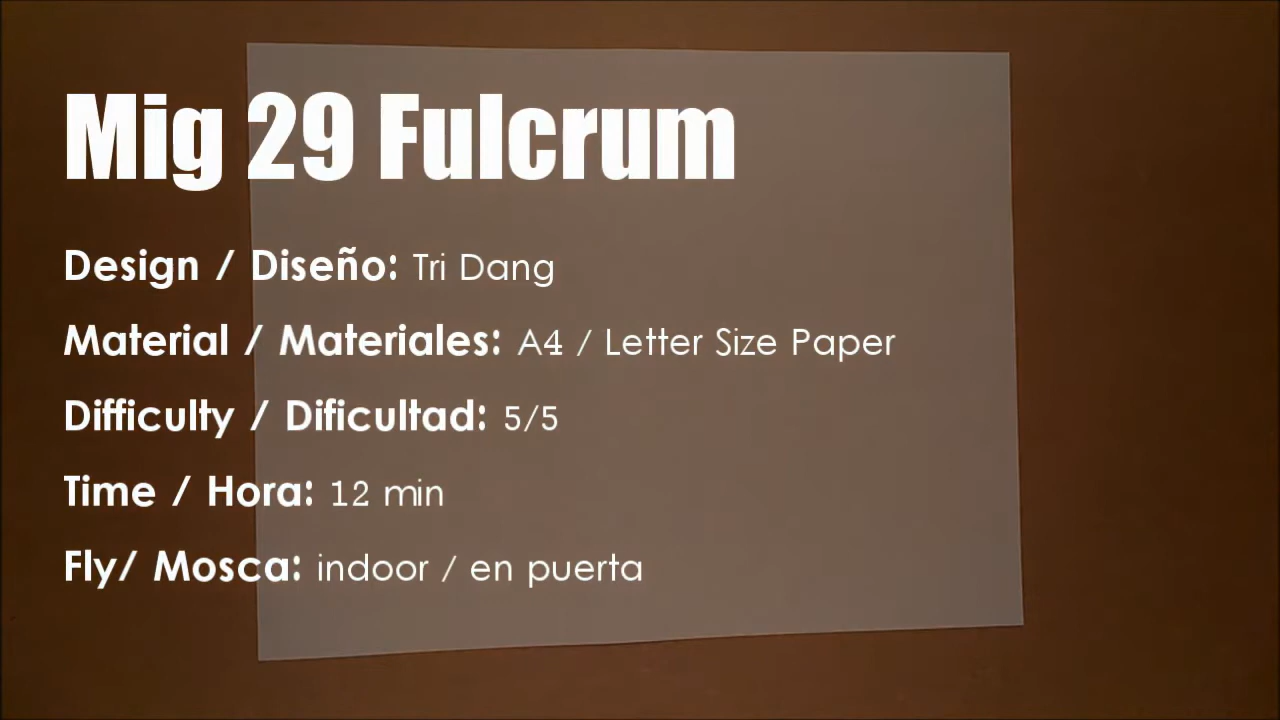 Mig 29 Fulcrum
Design / Diseño: Tri Dang
Material / Materiales: A4 / Letter Size Paper
Difficulty / Dificultad: 5/5
Time / Hora: 12 min
Fly/ Mosca: indoor / en puerta